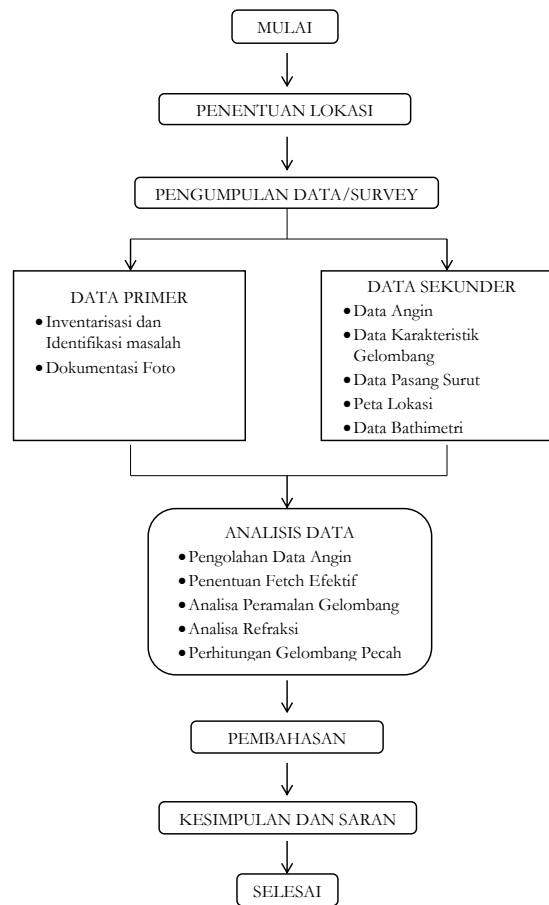 MULAI
PENENTUAN LOKASI
PENGUMPULAN DATA/SURVEY
DATA PRIMER
•Inventarisasi dan
Identifikasi masalah
•Dokumentasi Foto
DATA SEKUNDER
•Data Angin
•Data Karakteristik
Gelombang
•Data Pasang Surut
•Peta Lokasi
•Data Bathimetri
ANALISIS DATA
•Pengolahan Data Angin
•Penentuan Fetch Efektif
•Analisa Peramalan Gelombang
•Analisa Refraksi
•Perhitungan Gelombang Pecah
PEMBAHASAN
KESIMPULAN DAN SARAN
SELESAI